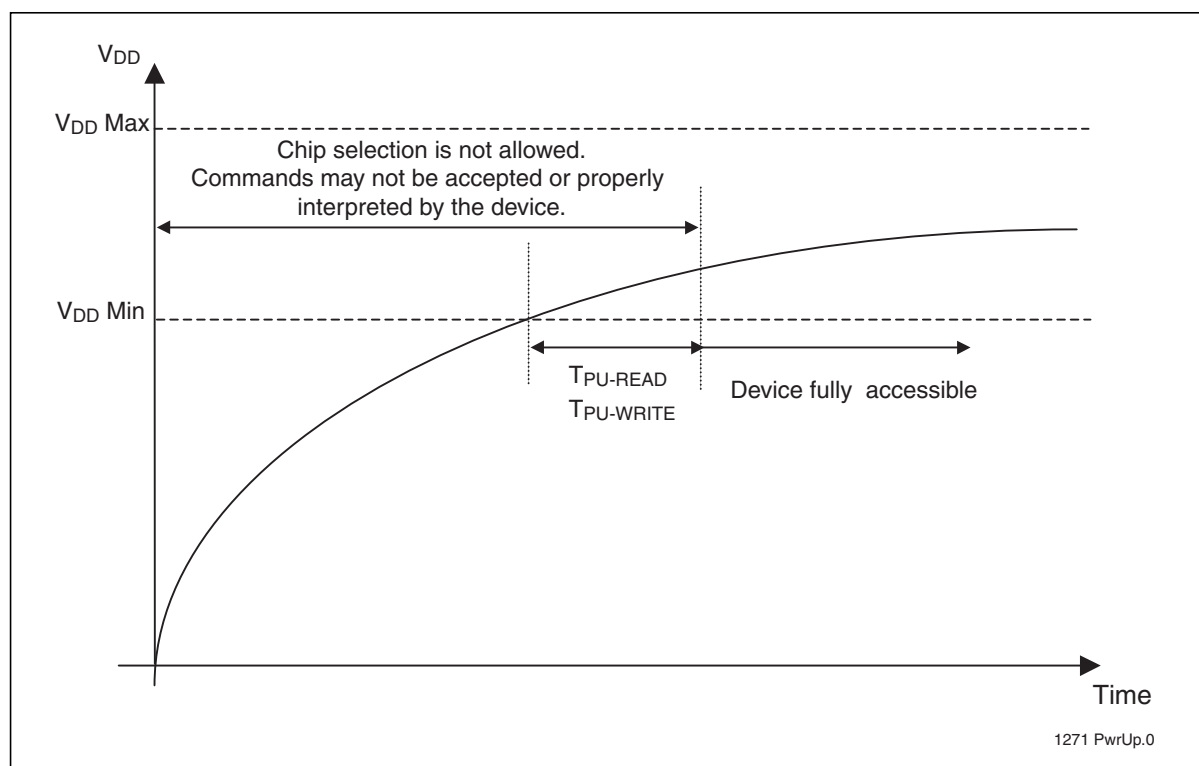 VDD
VDD Max
Chip selection is not allowed.
Commands may not be accepted or properly
interpreted by the device.
VDD Min
TPU-READ
TPU-WRITE
Device fully accessible
Time
1271 PwrUp.0